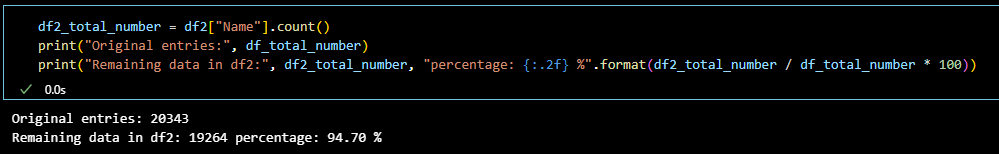 df2_total_number = df2["Name"].count()
print("Original entries:", df_total_number)
print("Remaining data in df2:", df2_total_number, "percentage: {:.2f} %".format(df2_total_number / df_total_number * 100))
0.0s
Original entries: 20343
Remaining data in df2: 19264 percentage: 94.70 %